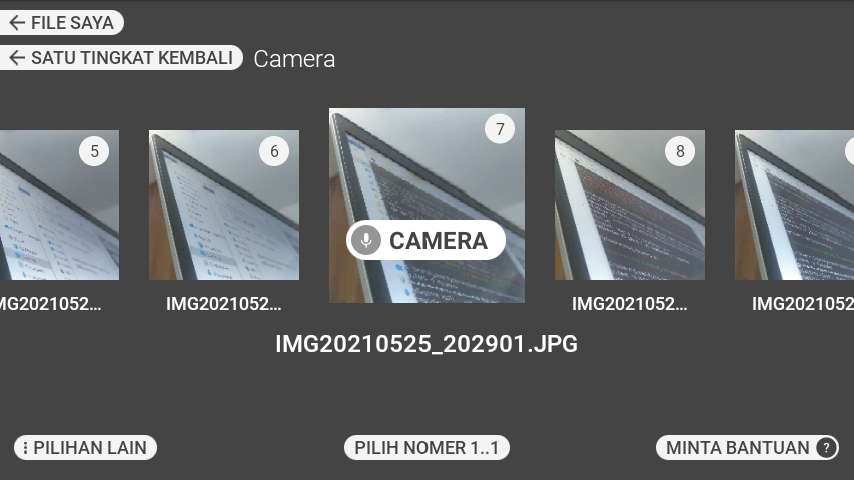 FILE SAYA
SATU TINGKAT KEMBALI Camera
5
6
7
8
CAMERA
MG2021052...
IMG2021052...
IMG2021052...
IMG2021052
IMG20210525_202901.JPG
PILIHAN LAIN
PILIH NOMER 1..1
MINTA BANTUAN ?